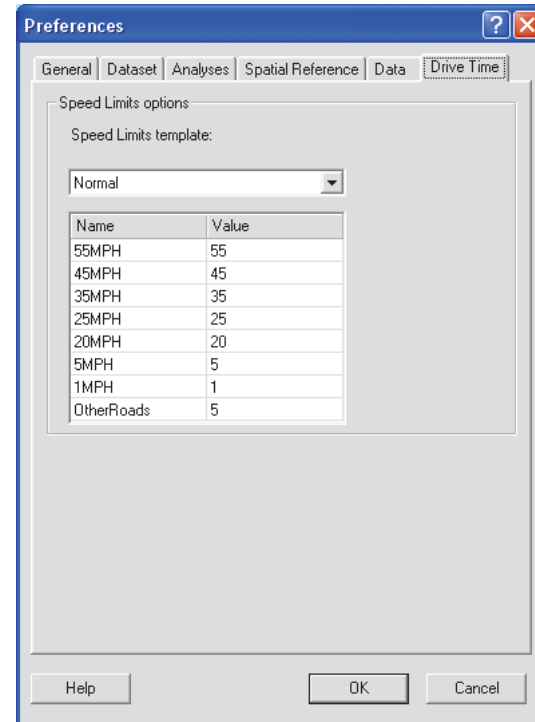 Preferences
?
X
General Dataset Analyses Spatial Reference Data Drive Time
Speed Limits options
Speed Limits template:
Normal
Name Value
55MPH 55
45MPH 45
35MPH 35
25MPH 25
20MPH 20
5MPH 5
1MPH 1
OtherRoads 5
Help OK Cancel